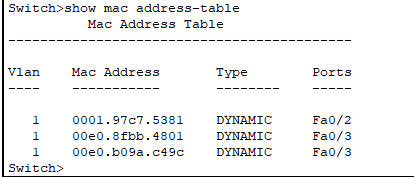 Switch>show mac address-table
Mac Address Table
-------------------------------------------
Vlan Mac Address Type Ports
---- ----------- -------- -----
1 0001.97c7.5381 DYNAMIC Fa0/2
1 00e0.8fbb.4801 DYNAMIC Fa0/3
1 00e0.b09a.c49c DYNAMIC Fa0/3
Switch>